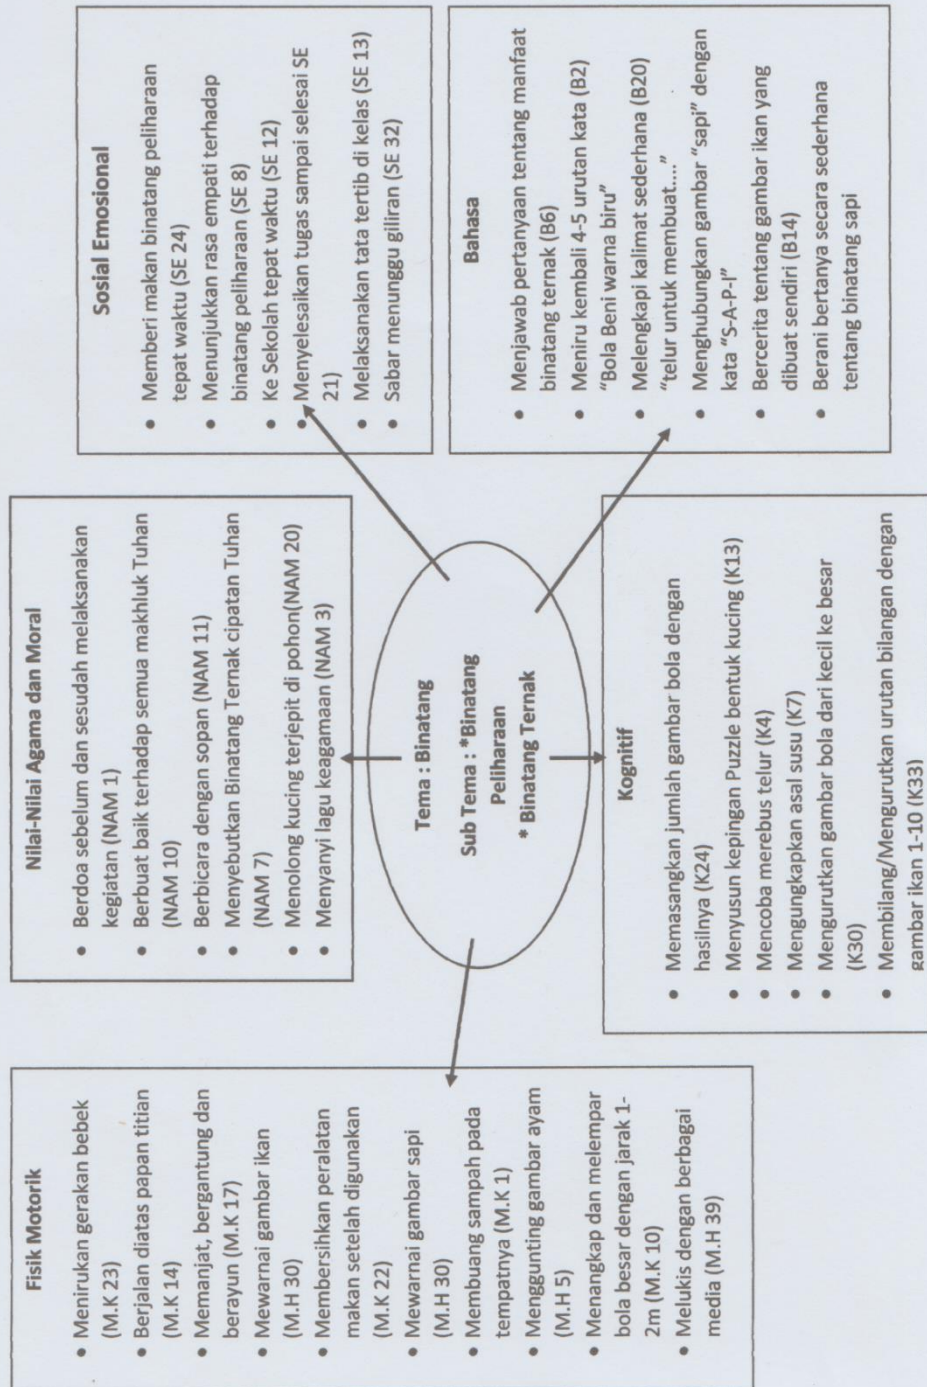 Fisik Motorik
• Menirukan gerakan bebek
(M.K 23)
• Berjalan diatas papan titian
(M.K 14)
• Memanjat, bergantung dan
berayun (M.K 17)
• Mewarnai gambar ikan
(M.H 30)
• Membersihkan peralatan
makan setelah digunakan
(M.K 22)
• Mewarnai gambar sapi
(M.H 30)
• Membuang sampah pada
tempatnya (M.K 1)
• Menggunting gambar ayam
(M.H 5)
• Menangkap dan melempar
bola besar dengan jarak 1-
2m (M.K 10)
• Melukis dengan berbagai
media (M.H 39)
Nilai-Nilai Agama dan Moral
• Berdoa sebelum dan sesudah melaksanakan
kegiatan (NAM 1)
• Berbuat baik terhadap semua makhluk Tuhan
(NAM 10)
• Berbicara dengan sopan (NAM 11)
• Menyebutkan Binatang Ternak cipatan Tuhan
(NAM 7)
• Menolong kucing terjepit di pohon(NAM 20)
• Menyanyi lagu keagamaan (NAM 3)
Sosial Emosional
• Memberi makan binatang peliharaan
tepat waktu (SE 24)
• Menunjukkan rasa empati terhadap
binatang peliharaan (SE 8)
• Ke Sekolah tepat waktu (SE 12)
• Menyelesaikan tugas sampai selesai SE
21)
• Melaksanakan tata tertib di kelas (SE 13)
• Sabar menunggu giliran (SE 32)
Tema : Binatang
Sub Tema : *Binatang
Peliharaan
* Binatang Ternak
Kognitif
• Memasangkan jumlah gambar bola dengan
hasilnya (K24)
• Menyusun kepingan Puzzle bentuk kucing (K13)
• Mencoba merebus telur (K4)
• Mengungkapkan asal susu (K7)
• Mengurutkan gambar bola dari kecil ke besar
(K30)
• Membilang/Mengurutkan urutan bilangan dengan
gambar ikan 1-10 (K33)
Bahasa
• Menjawab pertanyaan tentang manfaat
binatang ternak (B6)
• Meniru kembali 4-5 urutan kata (B2)
"Bola Beni warna biru"
• Melengkapi kalimat sederhana (B20)
"telur untuk membuat...."
• Menghubungkan gambar "sapi" dengan
kata "S-A-P-I"
• Bercerita tentang gambar ikan yang
dibuat sendiri (B14)
• Berani bertanya secara sederhana
tentang binatang sapi